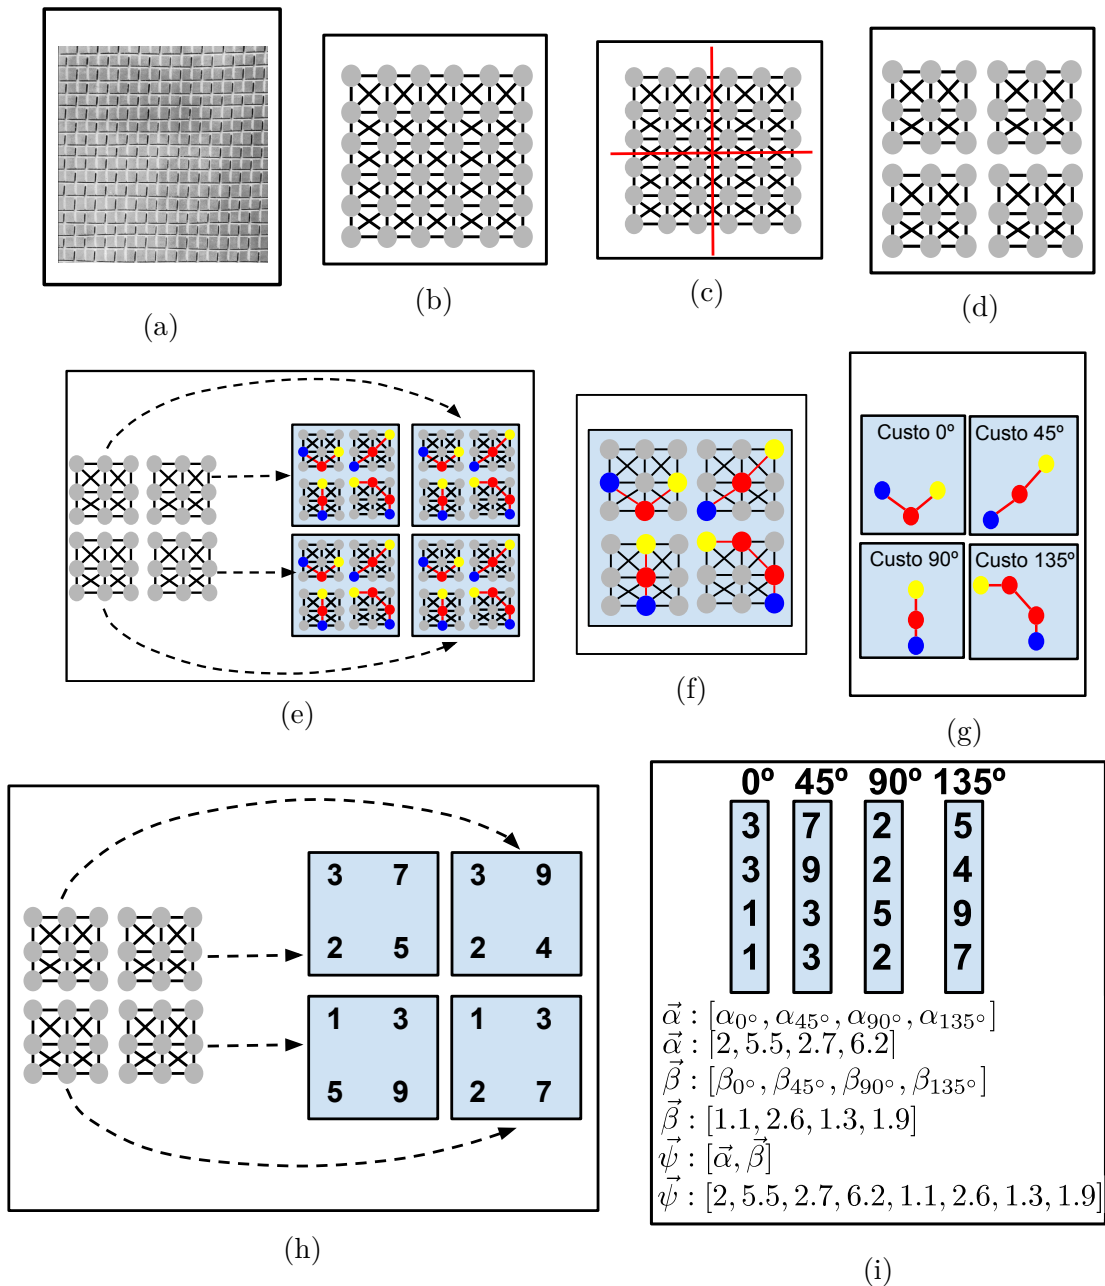 (a)
(b)
(c)
(d)
(e)
(f)
Custo 0º
Custo 45º
Custo 90º
Custo 135º
(g)
3 7 3 9
2 5 2 4
1 3 1 3
5 9 2 7
(h)
0º 45º 90º 135º
3 7 2 5
3 9 2 4
1 3 5 9
1 3 2 7
α⃗ : [α₀°, α₄₅°, α₉₀°, α₁₃₅°]
α⃗ : [2, 5.5, 2.7, 6.2]
β⃗ : [β₀°, β₄₅°, β₉₀°, β₁₃₅°]
β⃗ : [1.1, 2.6, 1.3, 1.9]
ψ⃗ : [α⃗, β⃗]
ψ⃗ : [2, 5.5, 2.7, 6.2, 1.1, 2.6, 1.3, 1.9]
(i)